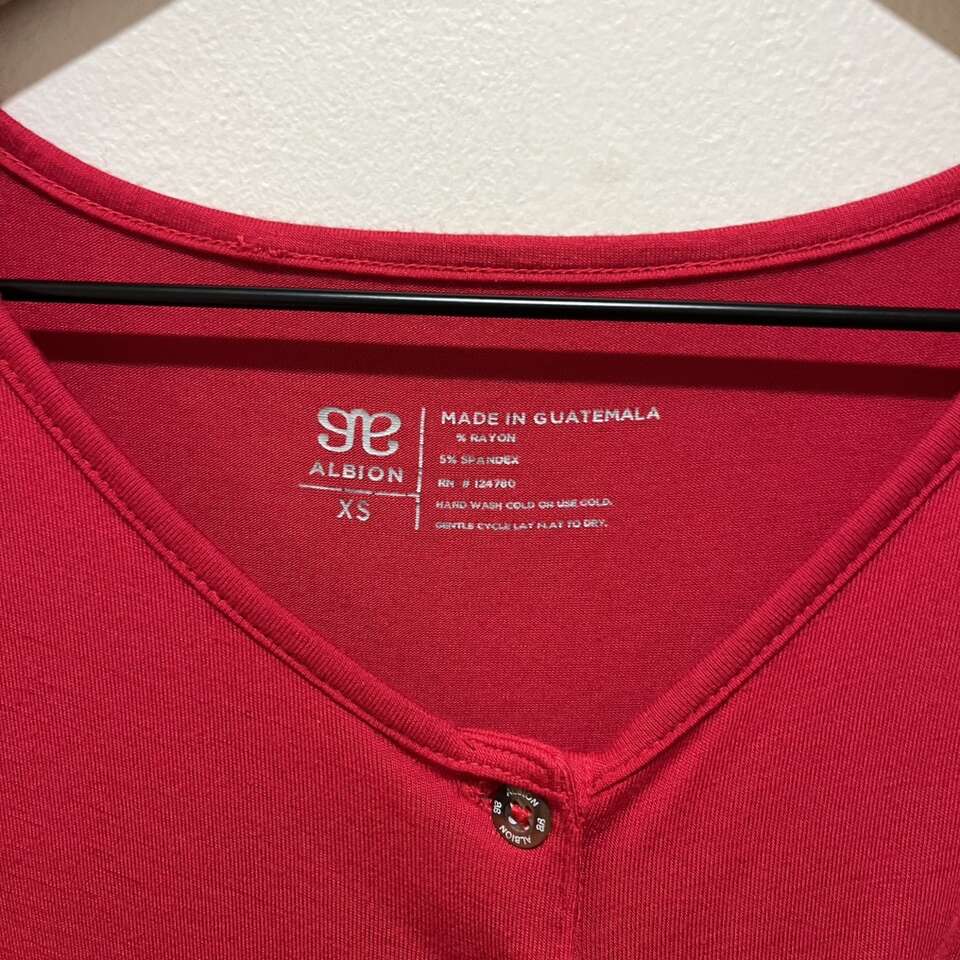 ALBION
XS
MADE IN GUATEMALA
% RAYON
5% SPANDEX
RN # 124780
HAND WASH COLD OR USE COLD.
GENTLE CYCLE LAY FLAT TO DRY.
ALBION
ALBION